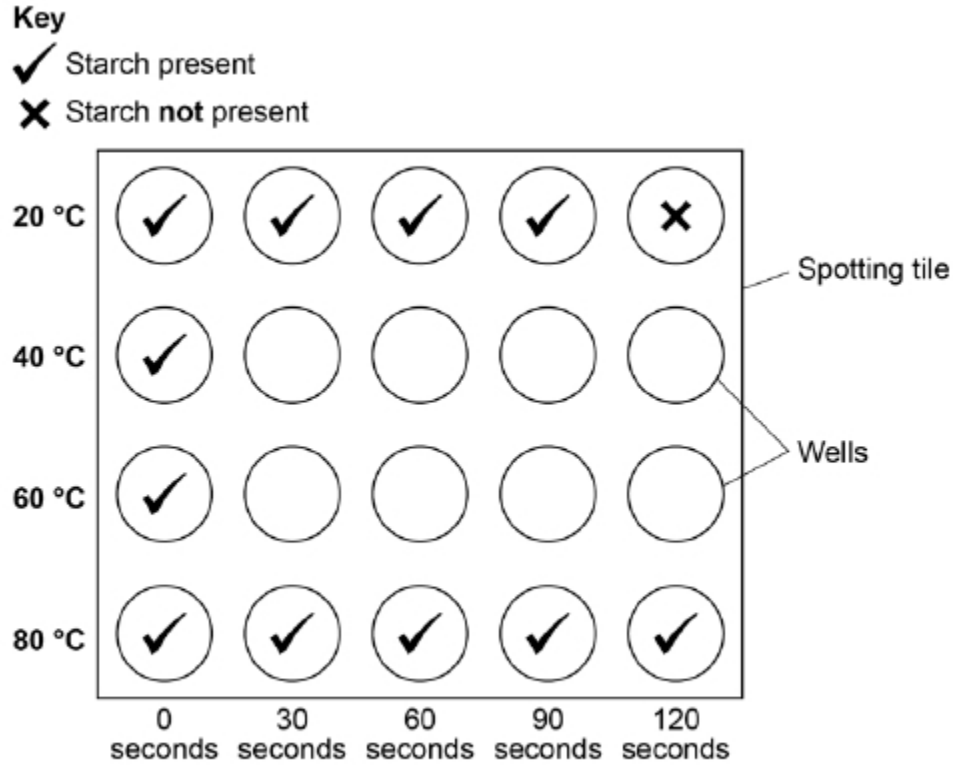 Key
Starch present
Starch not present
20 °C
Spotting tile
40 °C
Wells
60 °C
80 °C
0 30 60 90 120
seconds seconds seconds seconds seconds